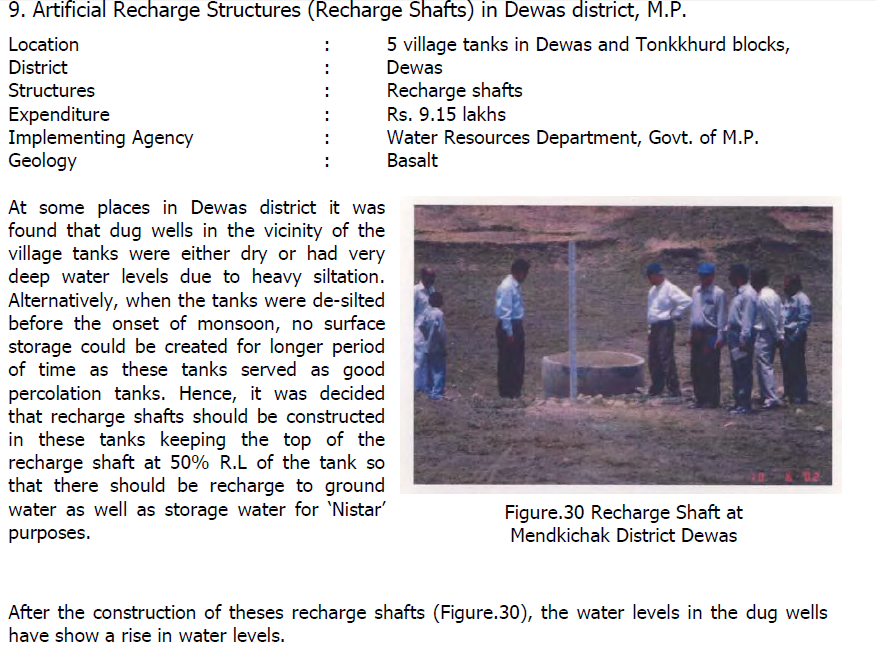 9. Artificial Recharge Structures (Recharge Shafts) in Dewas district, M.P.
Location : 5 village tanks in Dewas and Tonkkhurd blocks,
District : Dewas
Structures : Recharge shafts
Expenditure : Rs. 9.15 lakhs
Implementing Agency : Water Resources Department, Govt. of M.P.
Geology : Basalt
At some places in Dewas district it was
found that dug wells in the vicinity of the
village tanks were either dry or had very
deep water levels due to heavy siltation.
Alternatively, when the tanks were de-silted
before the onset of monsoon, no surface
storage could be created for longer period
of time as these tanks served as good
percolation tanks. Hence, it was decided
that recharge shafts should be constructed
in these tanks keeping the top of the
recharge shaft at 50% R.L of the tank so
that there should be recharge to ground
water as well as storage water for ‘Nistar’
purposes.
Figure.30 Recharge Shaft at
Mendkichak District Dewas
After the construction of theses recharge shafts (Figure.30), the water levels in the dug wells
have show a rise in water levels.